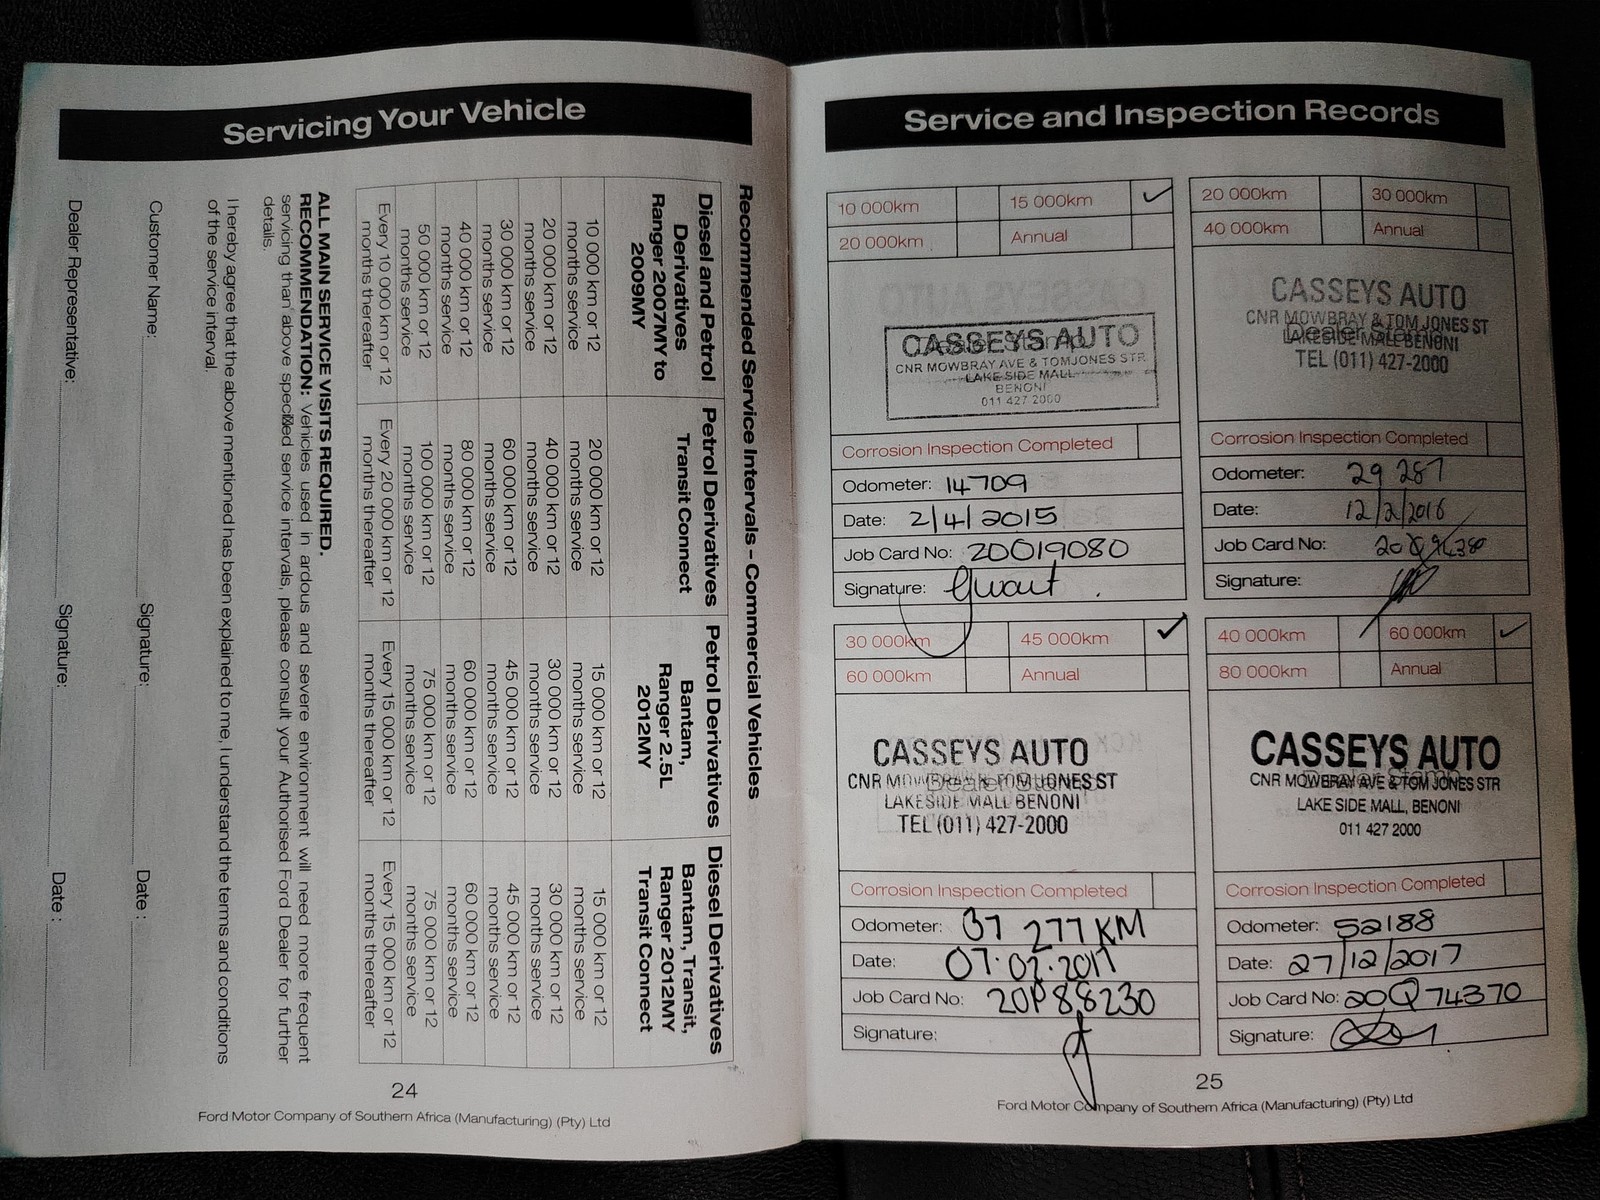 Servicing Your Vehicle
Recommended Service Intervals - Commercial Vehicles
Diesel and Petrol
Derivatives
Ranger 2007MY to
2009MY
10 000 km or 12
months service
20 000 km or 12
months service
30 000 km or 12
months service
40 000 km or 12
months service
50 000 km or 12
months service
Every 10 000 km or 12
months thereafter
Petrol Derivatives
Transit Connect
20 000 km or 12
months service
40 000 km or 12
months service
60 000 km or 12
months service
80 000 km or 12
months service
100 000 km or 12
months service
Every 20 000 km or 12
months thereafter
Petrol Derivatives
Bantam,
Ranger 2.5L
2012MY
15 000 km or 12
months service
30 000 km or 12
months service
45 000 km or 12
months service
60 000 km or 12
months service
75 000 km or 12
months service
Every 15 000 km or 12
months thereafter
Diesel Derivatives
Bantam, Transit,
Ranger 2012MY
Transit Connect
15 000 km or 12
months service
30 000 km or 12
months service
45 000 km or 12
months service
60 000 km or 12
months service
75 000 km or 12
months service
Every 15 000 km or 12
months thereafter
ALL MAIN SERVICE VISITS REQUIRED.
RECOMMENDATION: Vehicles used in ardous and severe environment will need more frequent
servicing than above specified service intervals, please consult your Authorised Ford Dealer for further
details.
I hereby agree that the above mentioned has been explained to me, I understand the terms and conditions
of the service interval.
Customer Name: Signature: Date :
Dealer Representative: Signature: Date :
24
Ford Motor Company of Southern Africa (Manufacturing) (Pty) Ltd
Service and Inspection Records
10 000km 15 000km
20 000km Annual
Dealer Stamp
CASSEYS AUTO
CNR MOWBRAY AVE & TOMJONES STR
LAKE SIDE MALL
BENONI
011 427 2000
Corrosion Inspection Completed
Odometer: 14709
Date: 2/4/2015
Job Card No: 20019080
Signature:
20 000km 30 000km
40 000km Annual
CASSEYS AUTO
CNR MOWBRAY & TOM JONES ST
Dealer Stamp
LAKESIDE MALL BENONI
TEL (011) 427-2000
Corrosion Inspection Completed
Odometer: 29 287
Date: 12/2/2016
Job Card No:
Signature:
30 000km 45 000km
60 000km Annual
CASSEYS AUTO
CNR MOWBRAY & TOM JONES ST
Dealer Stamp
LAKESIDE MALL BENONI
TEL (011) 427-2000
Corrosion Inspection Completed
Odometer: 37 277 KM
Date: 07.02.2017
Job Card No: 20P88230
Signature:
40 000km 60 000km
80 000km Annual
CASSEYS AUTO
CNR MOWBRAY AVE & TOM JONES STR
Dealer Stamp
LAKE SIDE MALL, BENONI
011 427 2000
Corrosion Inspection Completed
Odometer: 52188
Date: 27/12/2017
Job Card No: 20Q74370
Signature:
25
Ford Motor Company of Southern Africa (Manufacturing) (Pty) Ltd